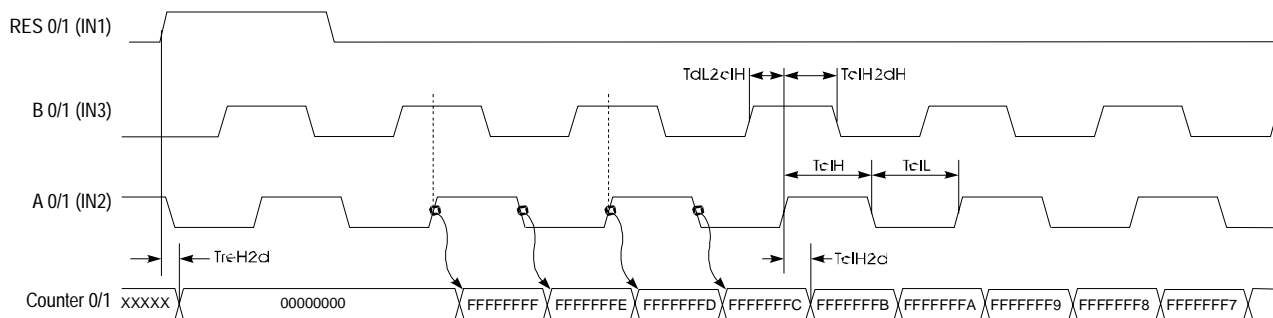 RES 0/1 (IN1)
TdL2clH TclH2dH
B 0/1 (IN3)
TclH TclL
A 0/1 (IN2)
TreH2d TclH2d
Counter 0/1 XXXXX 00000000 FFFFFFFF FFFFFFFE FFFFFFFD FFFFFFFC FFFFFFFB FFFFFFFA FFFFFFF9 FFFFFFF8 FFFFFFF7